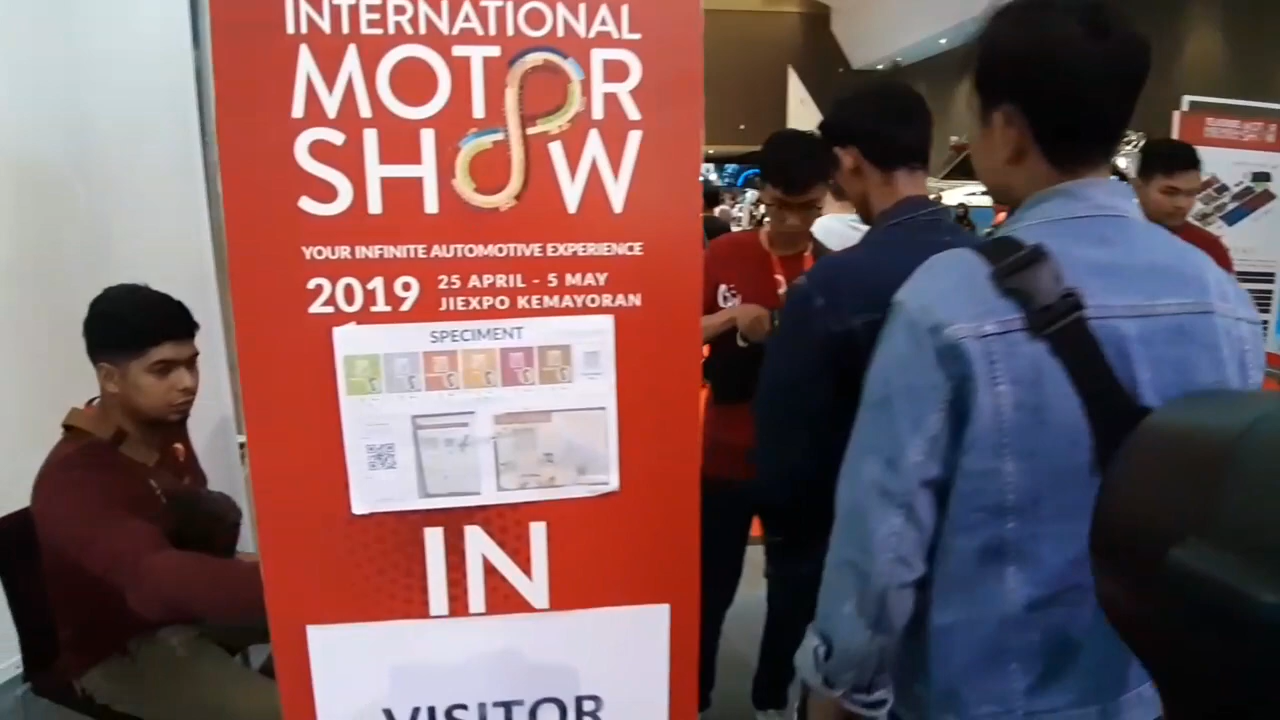 INTERNATIONAL
MOTOR
SHOW
YOUR INFINITE AUTOMOTIVE EXPERIENCE
2019 25 APRIL - 5 MAY
JIEXPO KEMAYORAN
SPECIMENT
IN
VISITOR